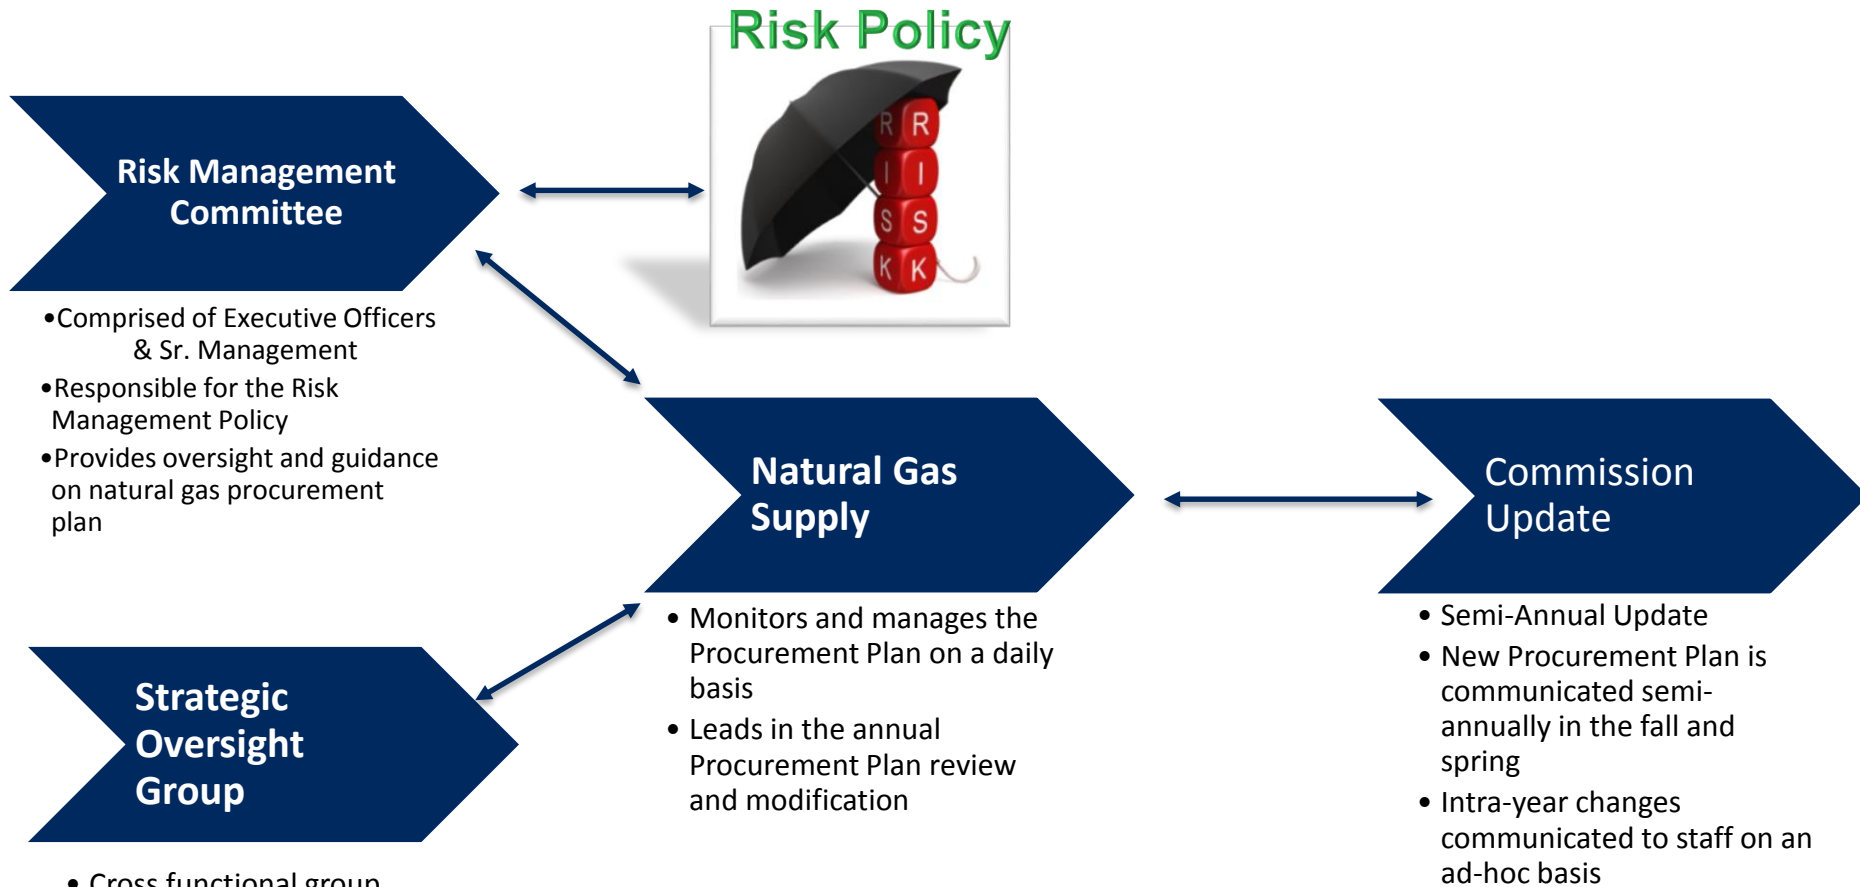 Risk Policy
R R
I I
S S
K K
Risk Management
Committee
•Comprised of Executive Officers
& Sr. Management
•Responsible for the Risk
Management Policy
•Provides oversight and guidance
on natural gas procurement
plan
Strategic
Oversight
Group
• Cross functional group
Natural Gas
Supply
• Monitors and manages the
Procurement Plan on a daily
basis
• Leads in the annual
Procurement Plan review
and modification
Commission
Update
• Semi-Annual Update
• New Procurement Plan is
communicated semi-
annually in the fall and
spring
• Intra-year changes
communicated to staff on an
ad-hoc basis